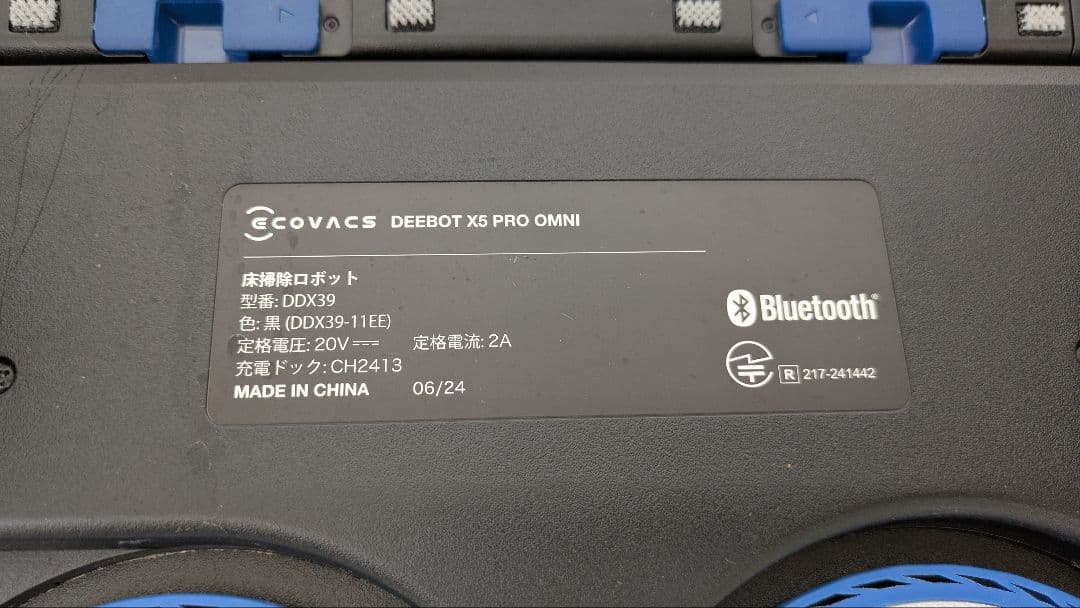 ECOVACS DEEBOT X5 PRO OMNI
床掃除ロボット
型番: DDX39
色: 黒 (DDX39-11EE)
定格電圧: 20V⎓ 定格電流: 2A
充電ドック: CH2413
MADE IN CHINA 06/24
Bluetooth®
R 217-241442